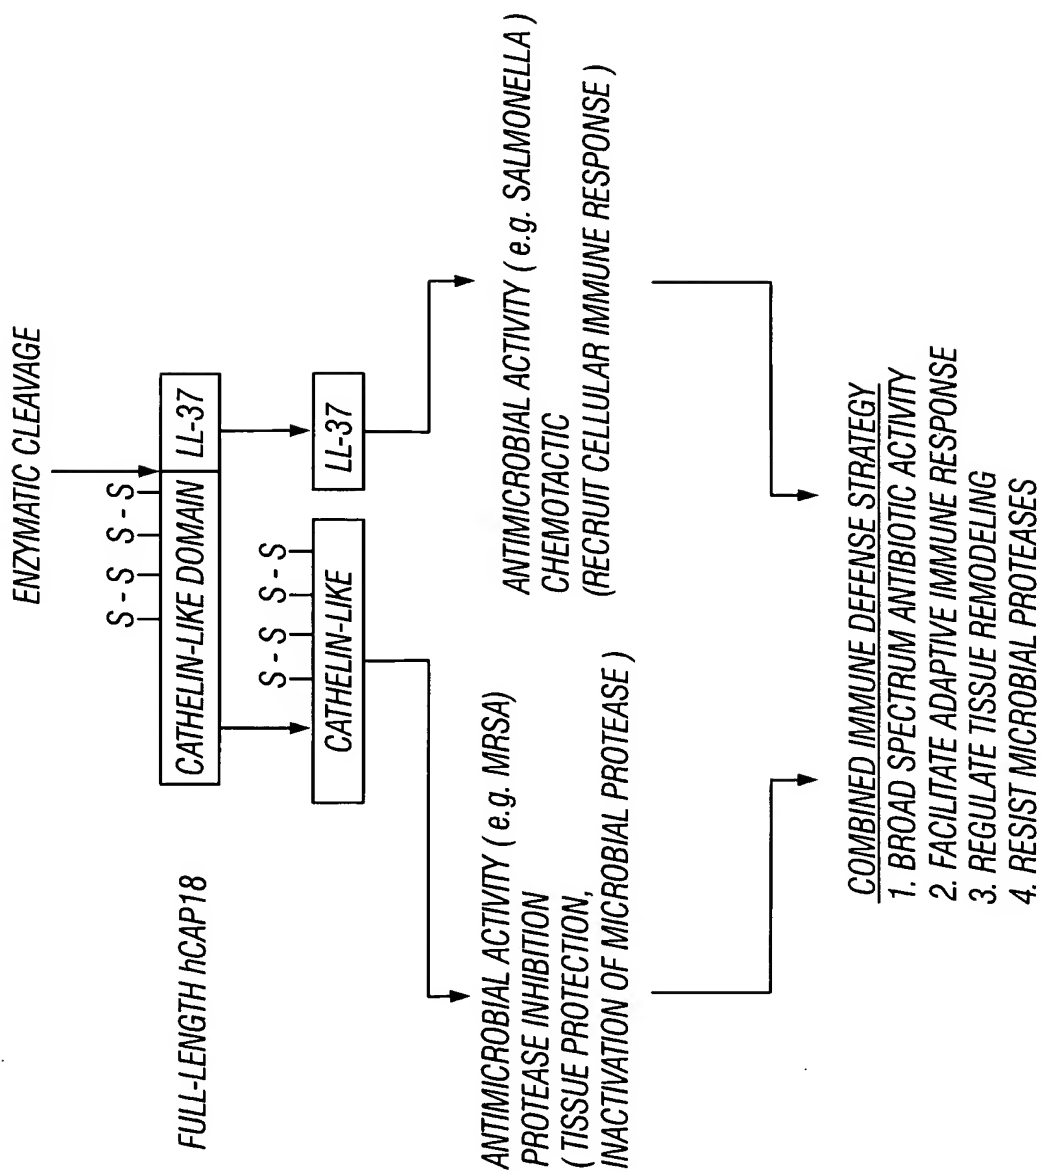 ENZYMATIC CLEAVAGE
S-S S-S
FULL-LENGTH hCAP18
CATHELIN-LIKE DOMAIN
LL-37
S-S S-S
CATHELIN-LIKE
LL-37
ANTIMICROBIAL ACTIVITY ( e.g. MRSA)
PROTEASE INHIBITION
( TISSUE PROTECTION,
INACTIVATION OF MICROBIAL PROTEASE )
ANTIMICROBIAL ACTIVITY ( e.g. SALMONELLA)
CHEMOTACTIC
(RECRUIT CELLULAR IMMUNE RESPONSE )
COMBINED IMMUNE DEFENSE STRATEGY
1. BROAD SPECTRUM ANTIBIOTIC ACTIVITY
2. FACILITATE ADAPTIVE IMMUNE RESPONSE
3. REGULATE TISSUE REMODELING
4. RESIST MICROBIAL PROTEASES